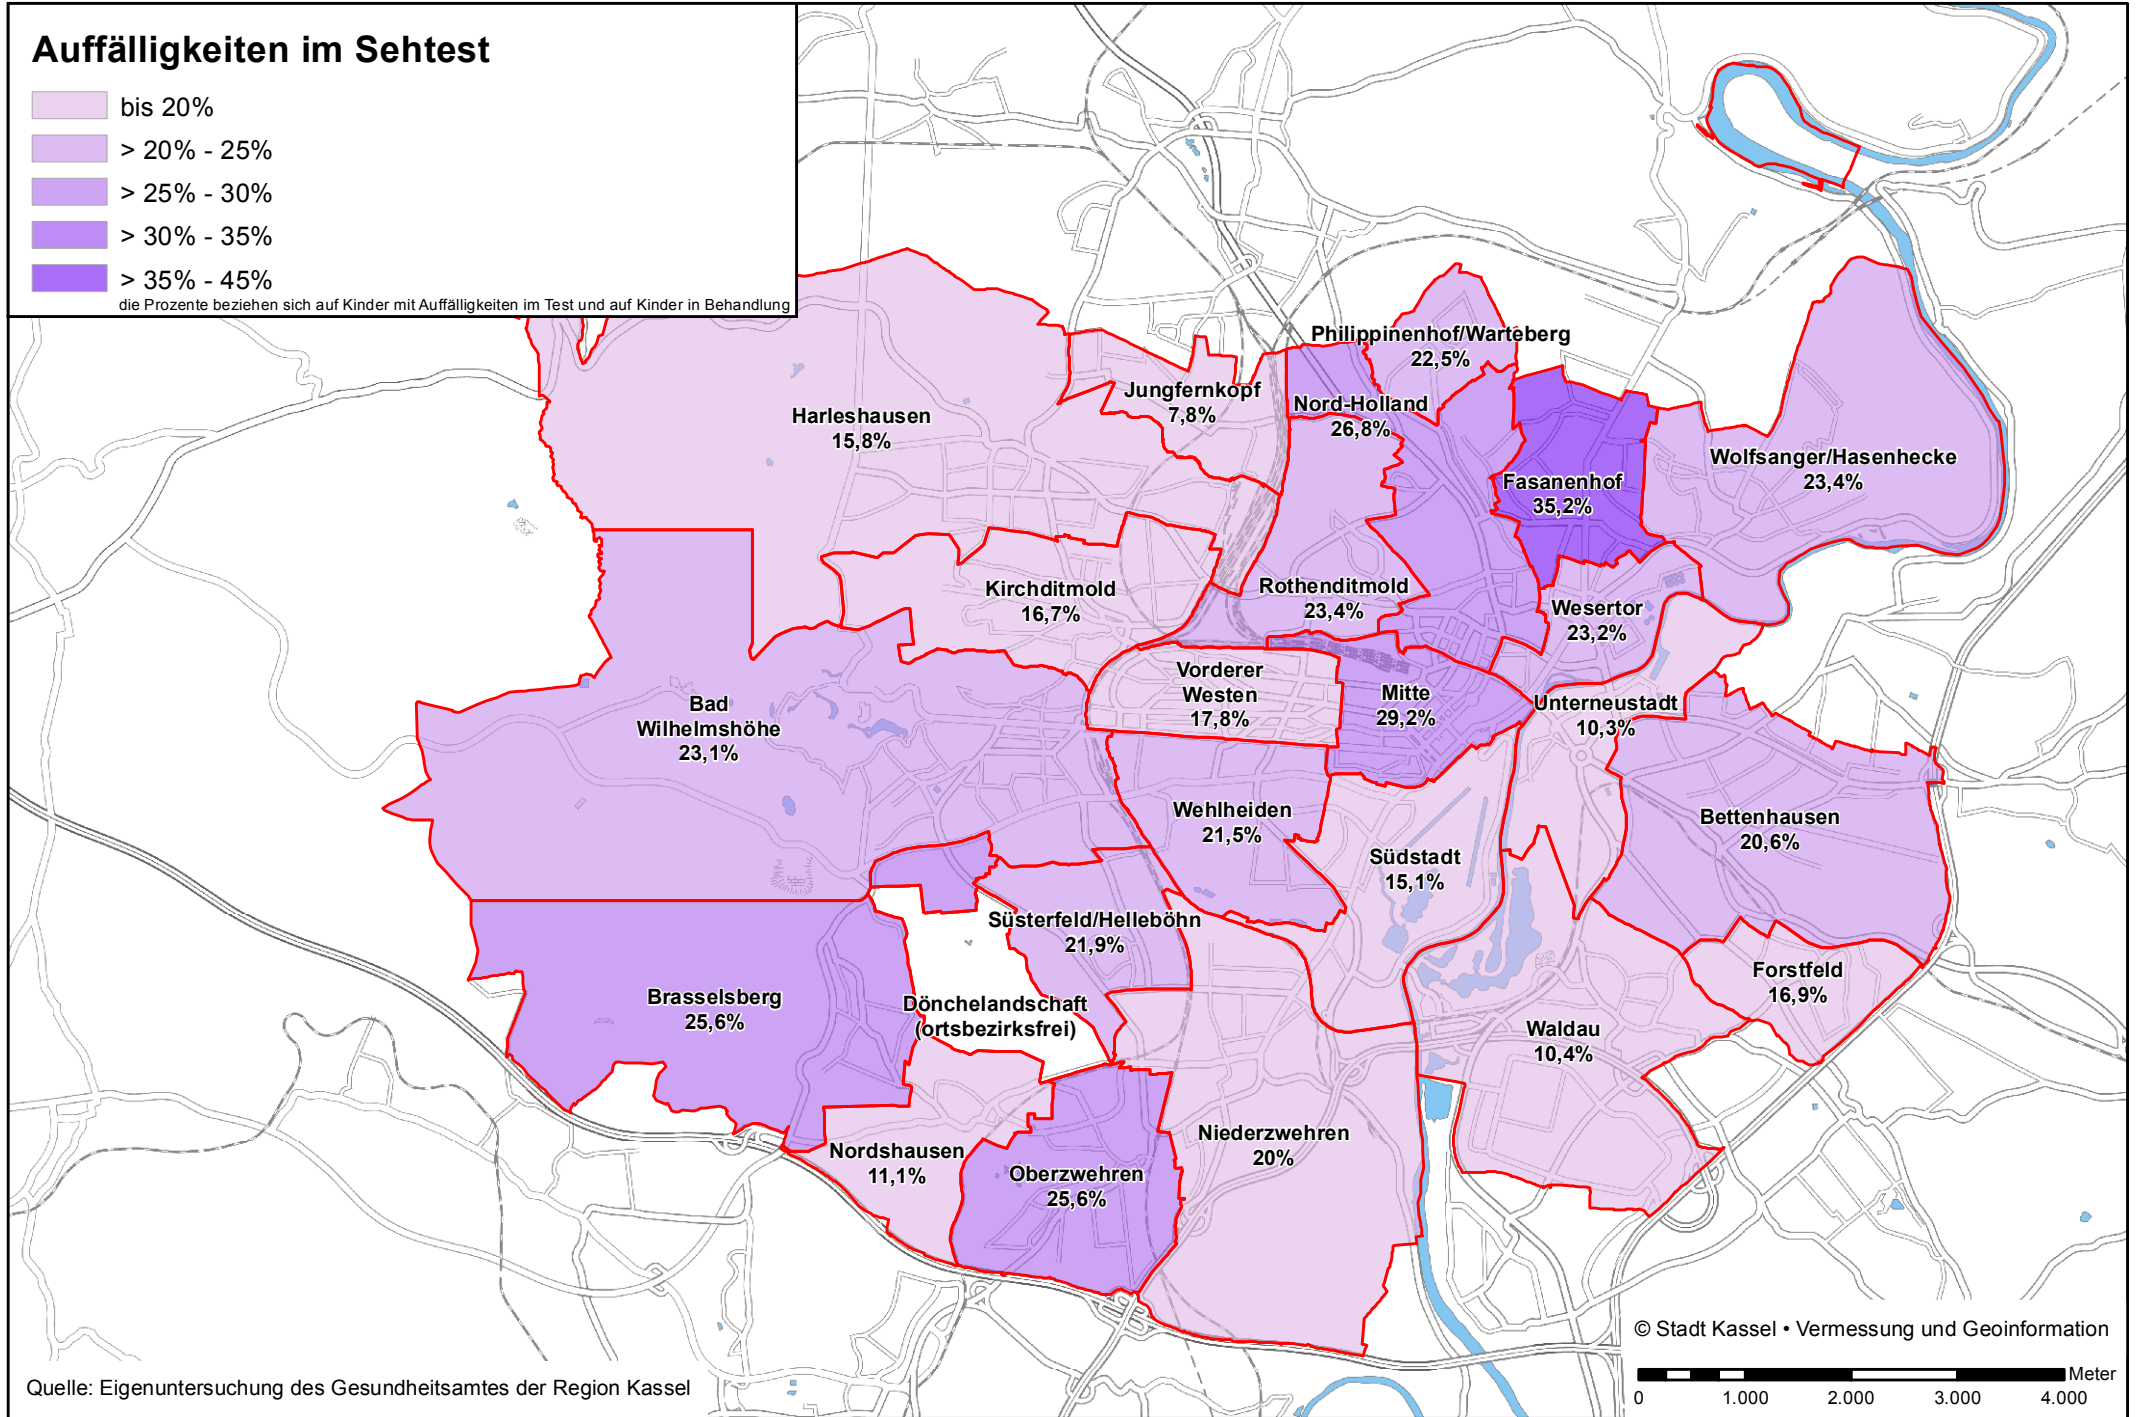 Auffälligkeiten im Sehtest
bis 20%
> 20% - 25%
> 25% - 30%
> 30% - 35%
> 35% - 45%
die Prozente beziehen sich auf Kinder mit Auffälligkeiten im Test und auf Kinder in Behandlung
Philippinenhof/Warteberg
22,5%
Jungfernkopf
7,8%
Nord-Holland
26,8%
Harleshausen
15,8%
Wolfsanger/Hasenhecke
23,4%
Fasanenhof
35,2%
Kirchditmold
16,7%
Rothenditmold
23,4%
Wesertor
23,2%
Vorderer
Westen
17,8%
Mitte
29,2%
Unterneustadt
10,3%
Bad
Wilhelmshöhe
23,1%
Wehlheiden
21,5%
Bettenhausen
20,6%
Südstadt
15,1%
Süsterfeld/Helleböhn
21,9%
Forstfeld
16,9%
Brasselsberg
25,6%
Dönchelandschaft
(ortsbezirksfrei)
Waldau
10,4%
Niederzwehren
20%
Nordshausen
11,1%
Oberzwehren
25,6%
© Stadt Kassel • Vermessung und Geoinformation
Meter
0 1.000 2.000 3.000 4.000
Quelle: Eigenuntersuchung des Gesundheitsamtes der Region Kassel